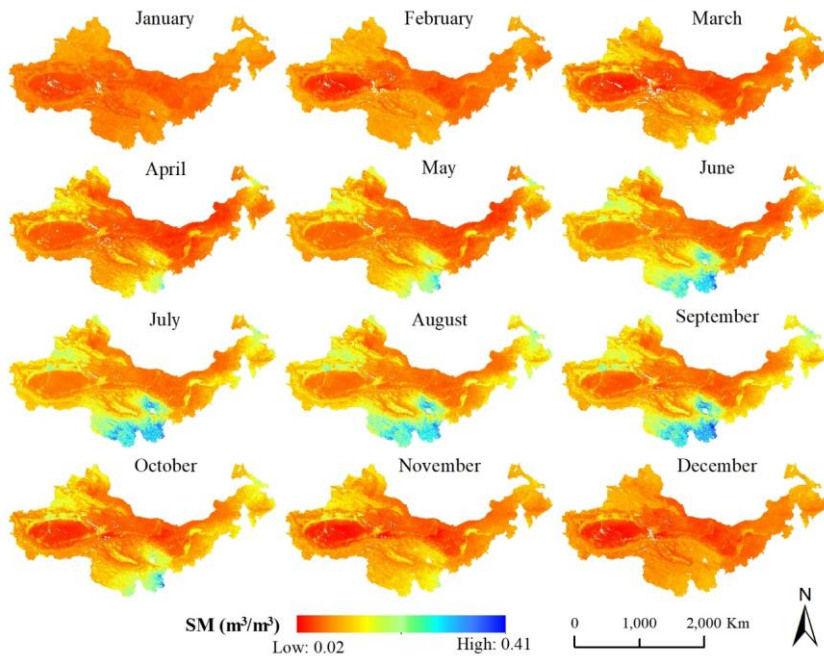 January February March
April May June
July August September
October November December
SM (m³/m³)
Low: 0.02 High: 0.41
0 1,000 2,000 Km
N